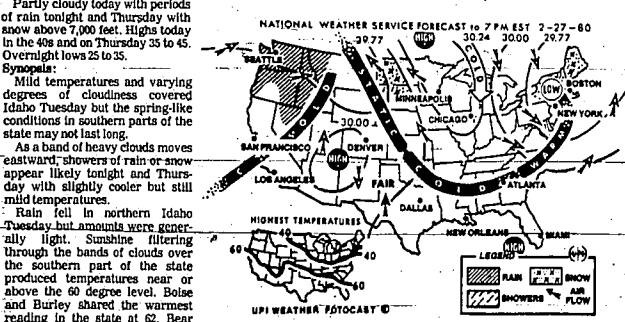 Partly cloudy today with periods
of rain tonight and Thursday with
snow above 7,000 feet. Highs today
in the 40s and on Thursday 35 to 45.
Overnight lows 25 to 35.
Synopsis:
Mild temperatures and varying
degrees of cloudiness covered
Idaho Tuesday but the spring-like
conditions in southern parts of the
state may not last long.
As a band of heavy clouds moves
eastward, showers of rain or snow
appear likely tonight and Thurs-
day with slightly cooler but still
mild temperatures.
Rain fell in northern Idaho
Tuesday but amounts were gener-
ally light. Sunshine filtering
through the bands of clouds over
the southern part of the state
produced temperatures near or
above the 60 degree level. Boise
and Burley shared the warmest
reading in the state at 62. Bear
NATIONAL WEATHER SERVICE FORECAST to 7 PM EST 2-27-80
39.77
HIGH
30.24
30.00
29.77
SEATTLE
COLD
STATIC
MINNEAPOLIS
LOW
BOSTON
NEW YORK
CHICAGO
COLD
30.00
SAN FRANCISCO
DENVER
HIGH
LOS ANGELES
FAIR
COLD
WARM
ATLANTA
DALLAS
NEW ORLEANS
MIAMI
HIGH
HIGHEST TEMPERATURES
60
40
40
60
UPI WEATHER FOTOCAST ©
LEGEND
RAIN
SNOW
SHOWERS
AIR
FLOW